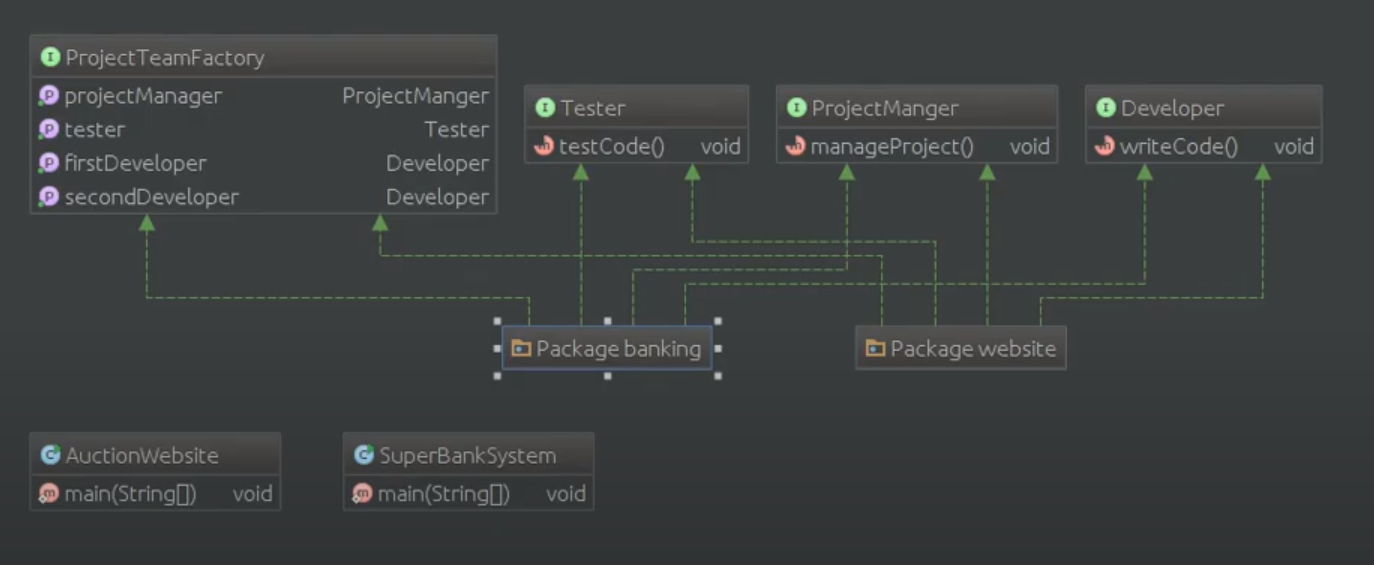 I ProjectTeamFactory
P projectManager ProjectManger
P tester Tester
P firstDeveloper Developer
P secondDeveloper Developer
I Tester
m testCode() void
I ProjectManger
m manageProject() void
I Developer
m writeCode() void
Package banking
Package website
C AuctionWebsite
m main(String[]) void
C SuperBankSystem
m main(String[]) void